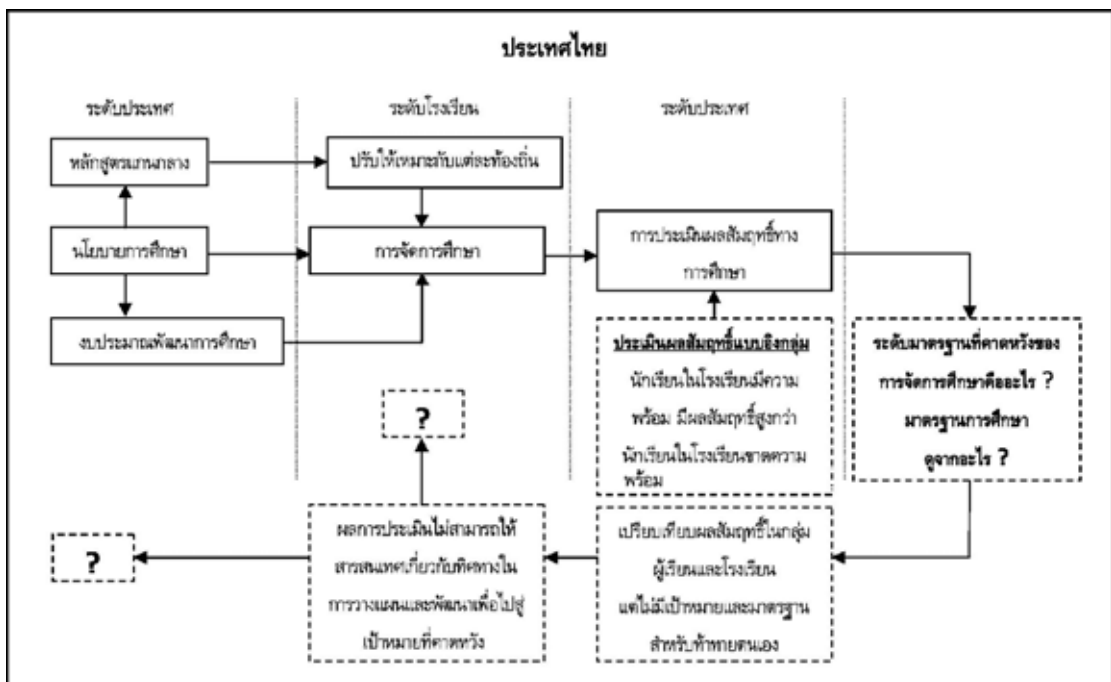 ประเทศไทย
ระดับประเทศ
ระดับโรงเรียน
ระดับประเทศ
หลักสูตรแกนกลาง
ปรับให้เหมาะกับแต่ละท้องถิ่น
นโยบายการศึกษา
การจัดการศึกษา
การประเมินผลสัมฤทธิ์ทาง
การศึกษา
งบประมาณพัฒนาการศึกษา
ประเมินผลสัมฤทธิ์แบบอิงกลุ่ม
นักเรียนในโรงเรียนมีความ
พร้อม มีผลสัมฤทธิ์สูงกว่า
นักเรียนในโรงเรียนขาดความ
พร้อม
ระดับมาตรฐานที่คาดหวังของ
การจัดการศึกษาคืออะไร ?
มาตรฐานการศึกษา
ดูจากอะไร ?
?
?
ผลการประเมินไม่สามารถให้
สารสนเทศเกี่ยวกับทิศทางใน
การวางแผนและพัฒนาเพื่อไปสู่
เป้าหมายที่คาดหวัง
เปรียบเทียบผลสัมฤทธิ์ในกลุ่ม
ผู้เรียนและโรงเรียน
แต่ไม่มีเป้าหมายและมาตรฐาน
สำหรับท้าทายตนเอง